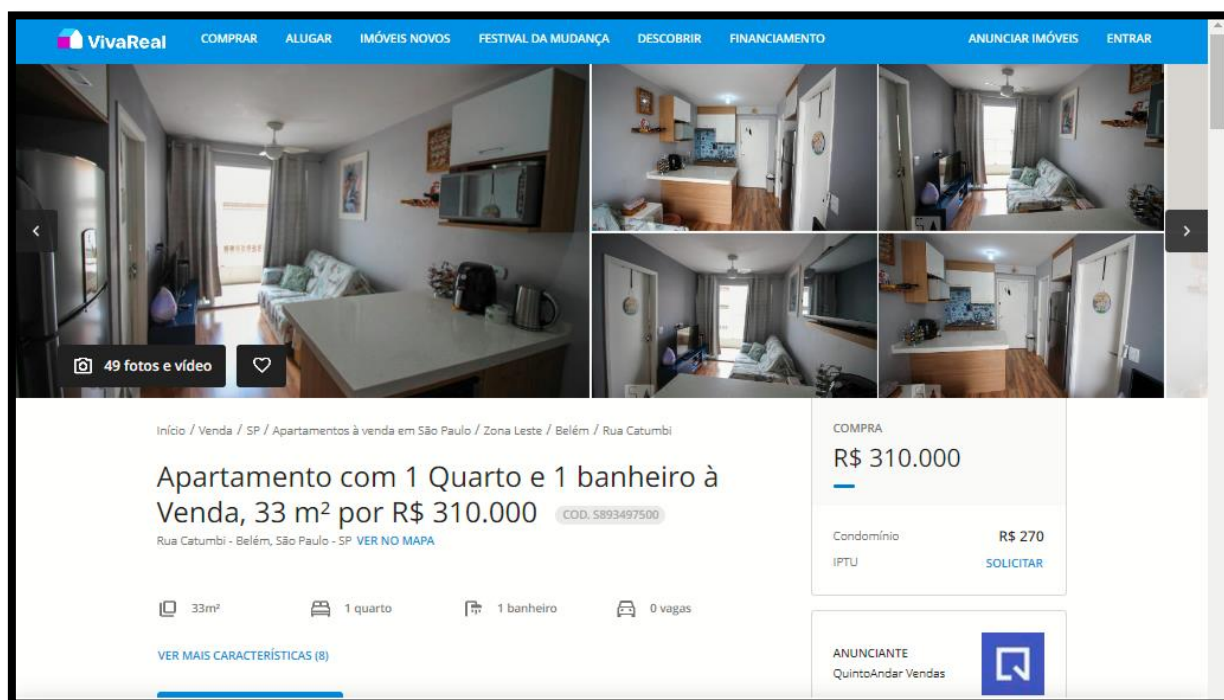 VivaReal
COMPRAR
ALUGAR
IMÓVEIS NOVOS
FESTIVAL DA MUDANÇA
DESCOBRIR
FINANCIAMENTO
ANUNCIAR IMÓVEIS
ENTRAR
49 fotos e vídeo
Início / Venda / SP / Apartamentos à venda em São Paulo / Zona Leste / Belém / Rua Catumbi
Apartamento com 1 Quarto e 1 banheiro à
Venda, 33 m² por R$ 310.000 COD. 5893497500
Rua Catumbi - Belém, São Paulo - SP VER NO MAPA
33m²
1 quarto
1 banheiro
0 vagas
VER MAIS CARACTERÍSTICAS (8)
COMPRA
R$ 310.000
Condomínio R$ 270
IPTU SOLICITAR
ANUNCIANTE
QuintoAndar Vendas